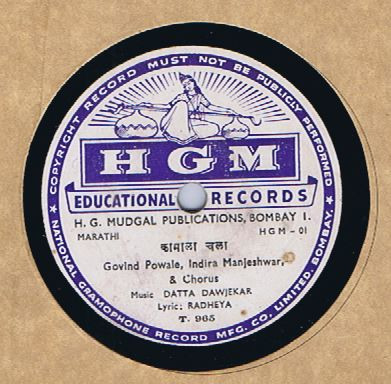 COPYRIGHT RECORD MUST NOT BE PUBLICLY PERFORMED
HGM
EDUCATIONAL RECORDS
H. G. MUDGAL PUBLICATIONS, BOMBAY 1.
MARATHI HGM-01
कामाला चला
Govind Powale, Indira Manjeshwar,
& Chorus
Music DATTA DAWJEKAR
Lyric: RADHEYA
T. 965
★ NATIONAL GRAMOPHONE RECORD MFG. CO. LIMITED. BOMBAY. ★